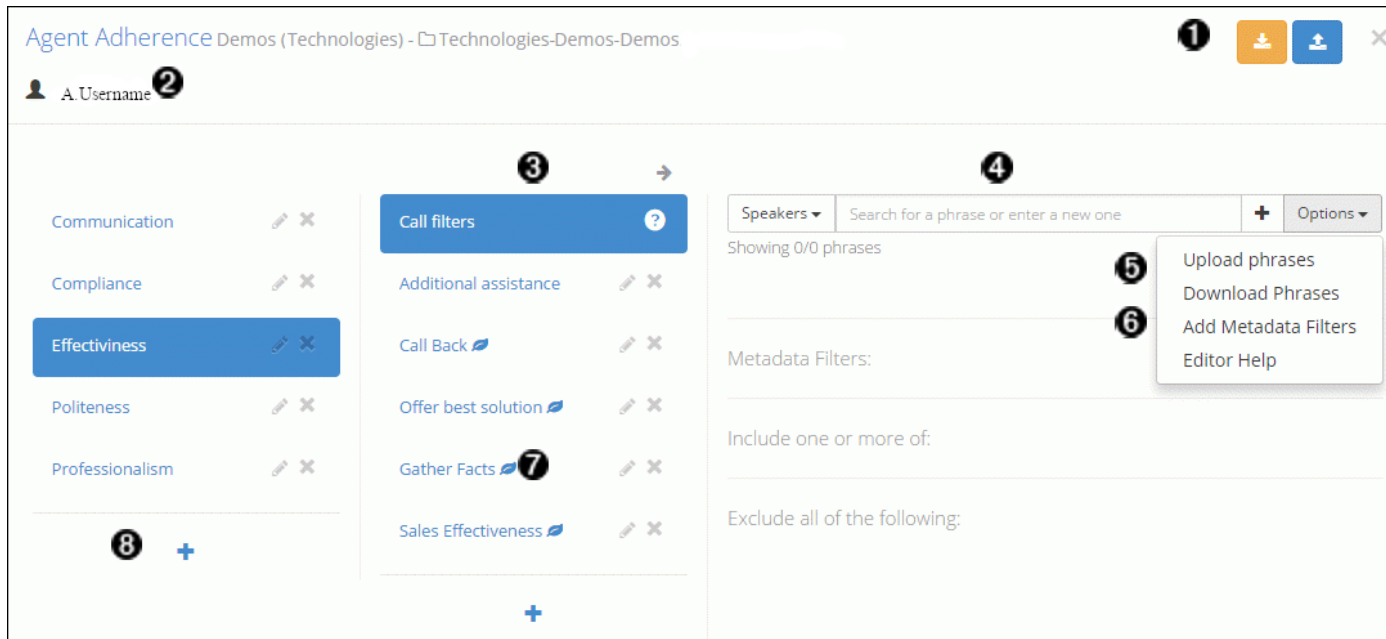 Agent Adherence Demos (Technologies) - Technologies-Demos-Demos
1
A.Username 2
3
4
Communication
Compliance
Effectiviness
Politeness
Professionalism
8
+
Call filters ?
Additional assistance
Call Back
Offer best solution
Gather Facts 7
Sales Effectiveness
+
Speakers Search for a phrase or enter a new one + Options
Showing 0/0 phrases
5 Upload phrases
Download Phrases
6 Add Metadata Filters
Editor Help
Metadata Filters:
Include one or more of:
Exclude all of the following: